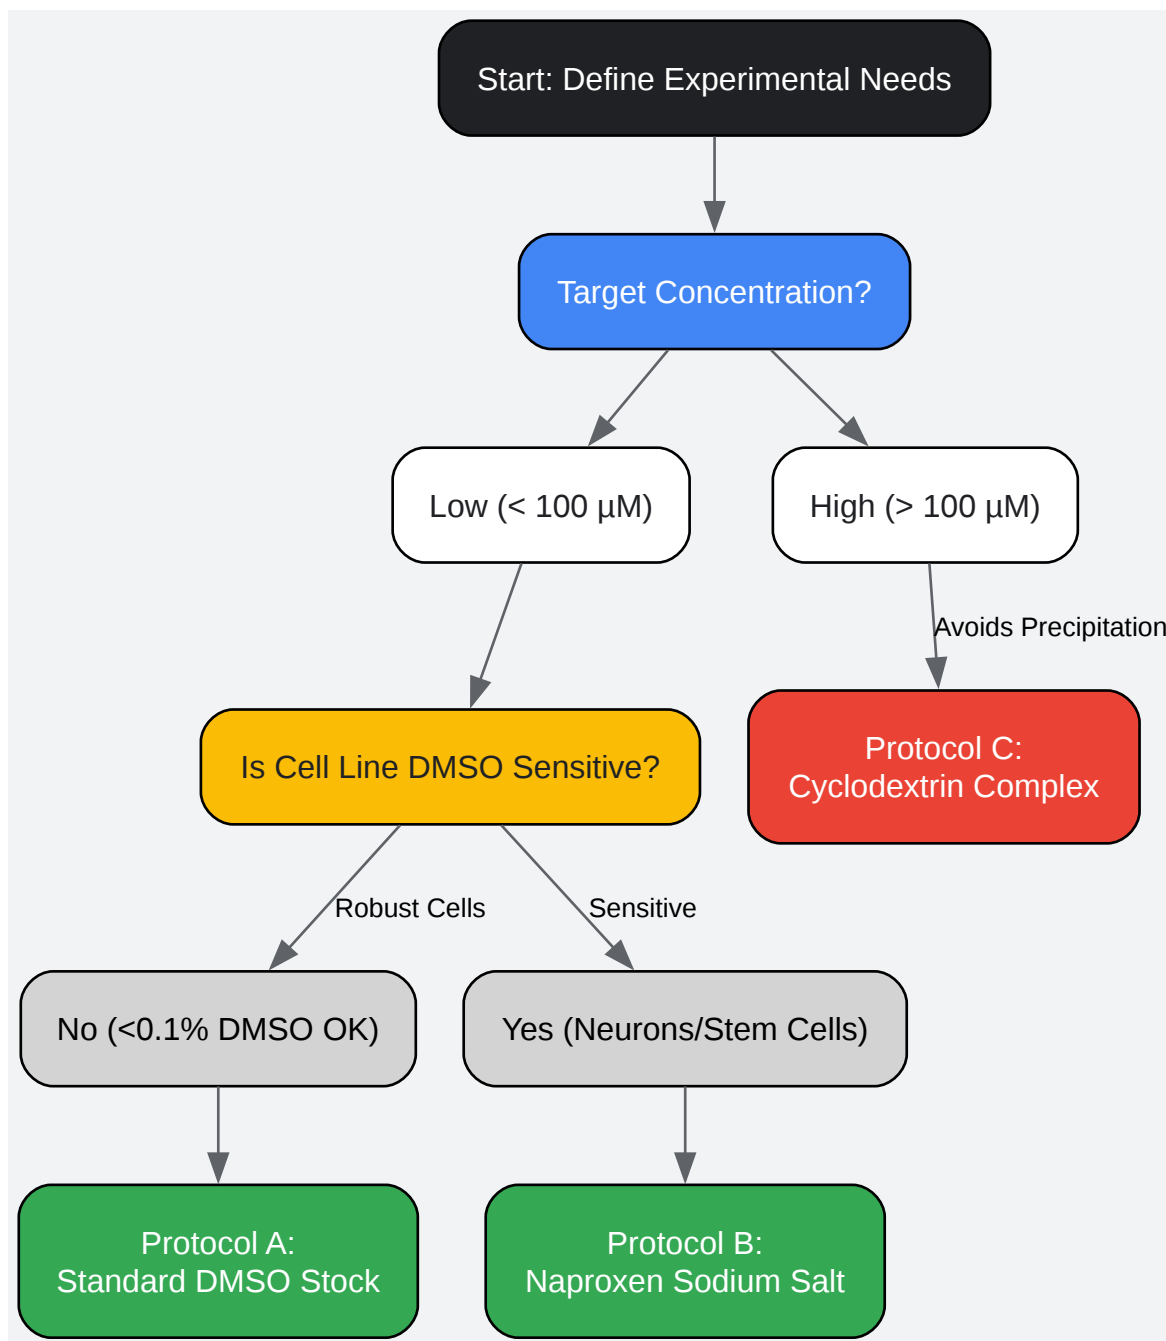 Start: Define Experimental Needs
Target Concentration?
Low (< 100 µM)
High (> 100 µM)
Avoids Precipitation
Is Cell Line DMSO Sensitive?
Protocol C:
Cyclodextrin Complex
Robust Cells
Sensitive
No (<0.1% DMSO OK)
Yes (Neurons/Stem Cells)
Protocol A:
Standard DMSO Stock
Protocol B:
Naproxen Sodium Salt